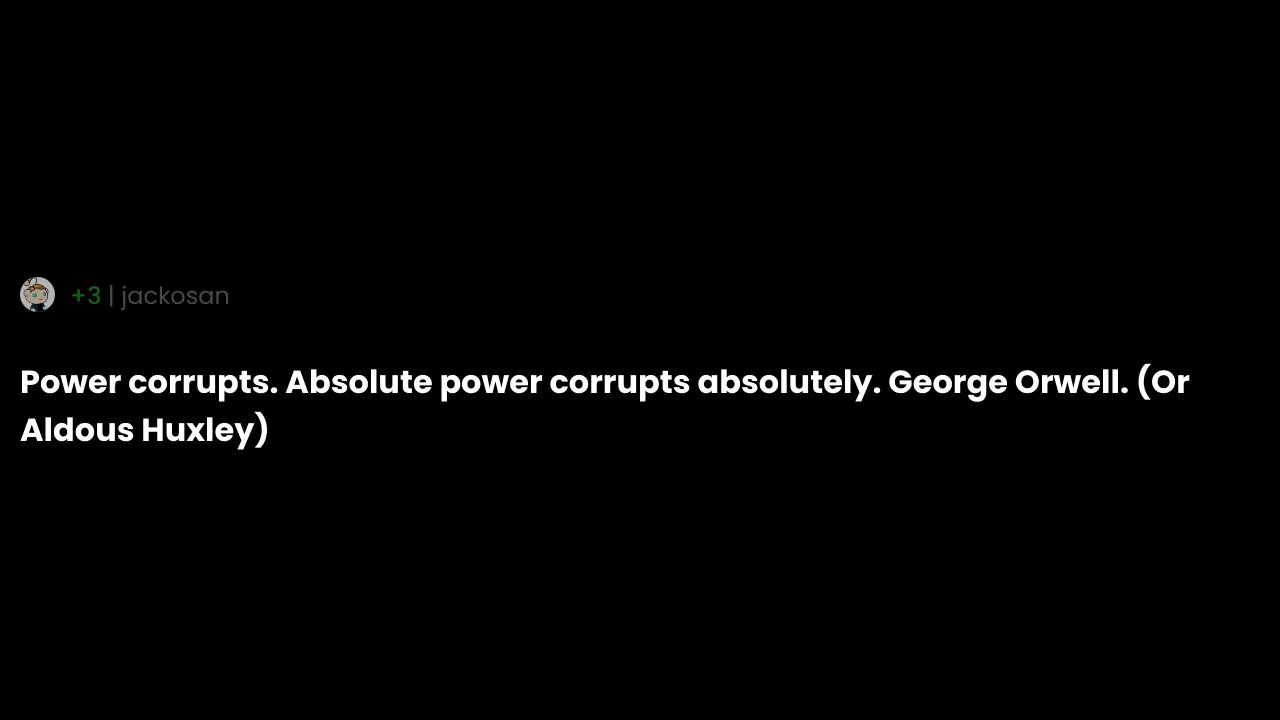 +3 | jackosan
Power corrupts. Absolute power corrupts absolutely. George Orwell. (Or
Aldous Huxley)